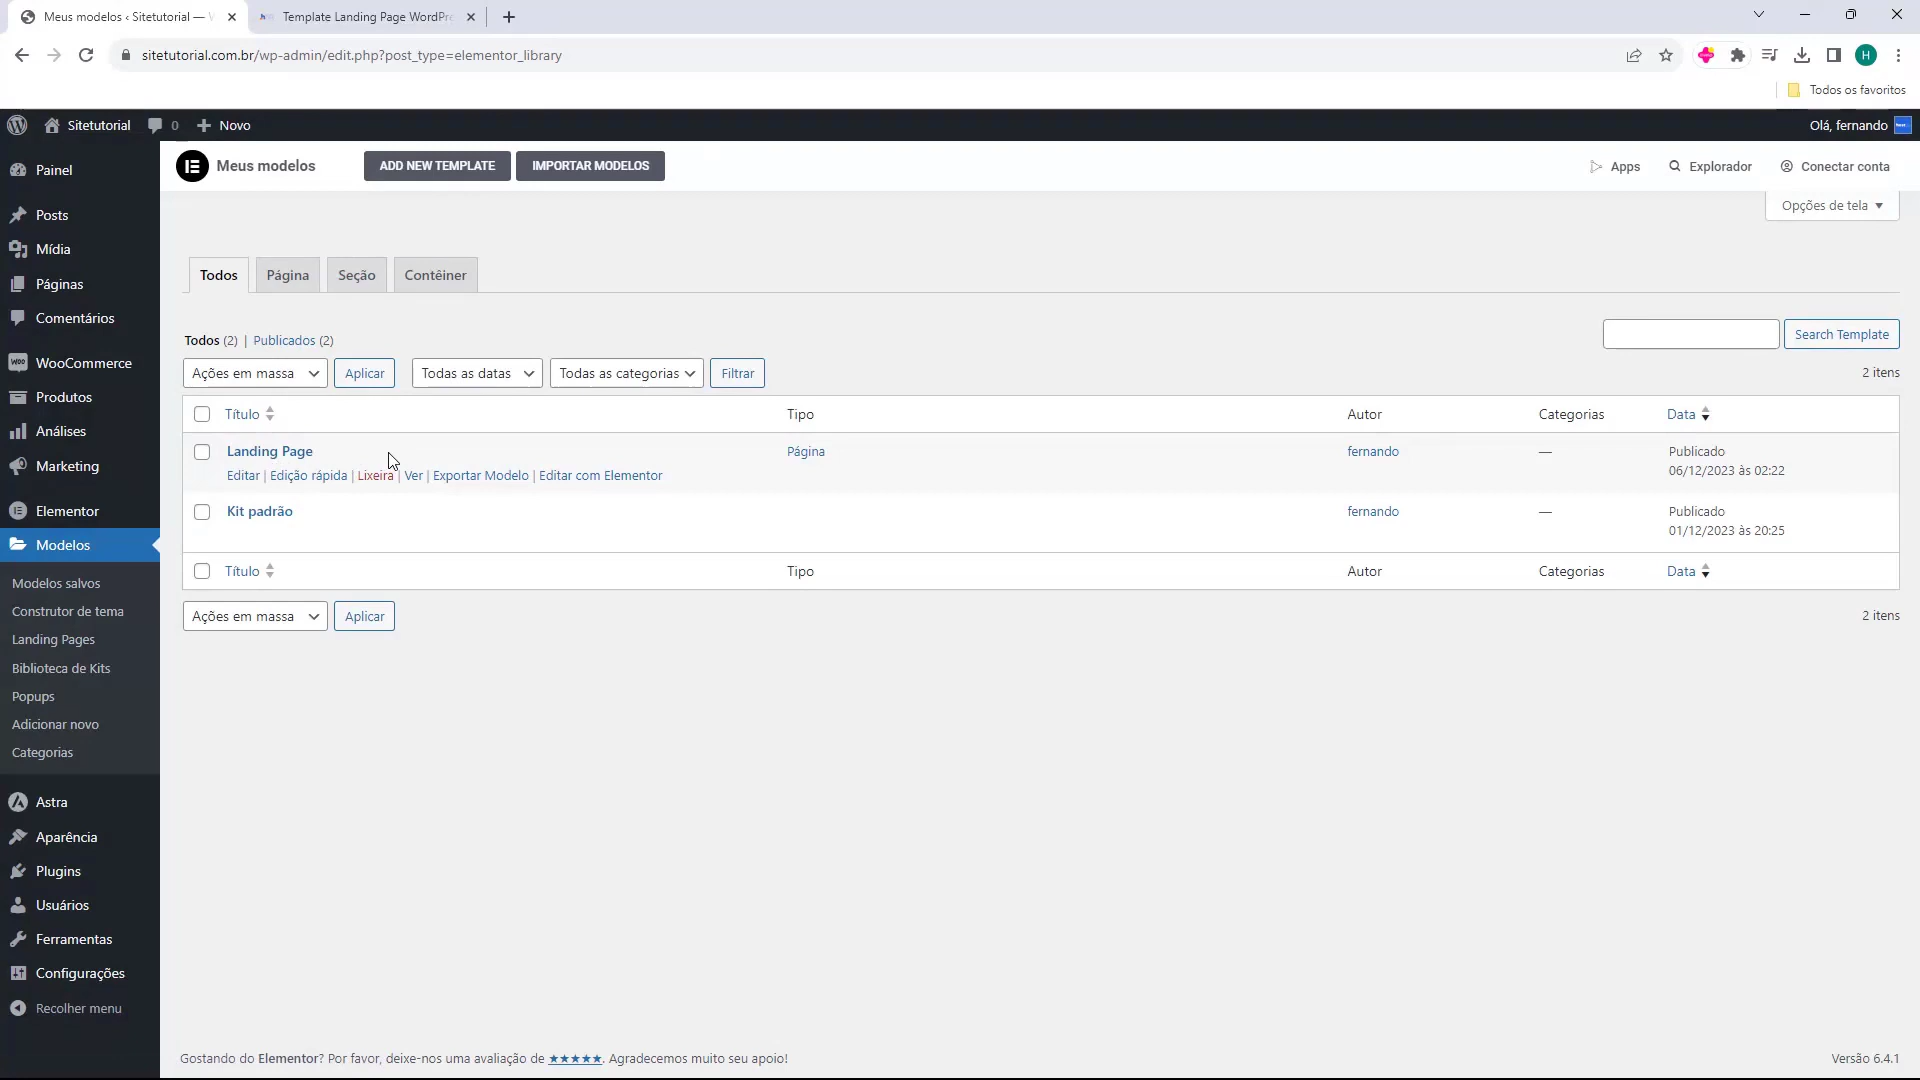 Meus modelos ‹ Sitetutorial —
Template Landing Page WordPr
sitetutorial.com.br/wp-admin/edit.php?post_type=elementor_library
H
Todos os favoritos
Sitetutorial
0
Novo
Olá, fernando
Painel
Posts
Mídia
Páginas
Comentários
WooCommerce
Produtos
Análises
Marketing
Elementor
Modelos
Modelos salvos
Construtor de tema
Landing Pages
Biblioteca de Kits
Popups
Adicionar novo
Categorias
Astra
Aparência
Plugins
Usuários
Ferramentas
Configurações
Recolher menu
Meus modelos
ADD NEW TEMPLATE
IMPORTAR MODELOS
Apps
Explorador
Conectar conta
Opções de tela
Todos
Página
Seção
Contêiner
Todos (2) | Publicados (2)
Search Template
Ações em massa
Aplicar
Todas as datas
Todas as categorias
Filtrar
2 itens
Título
Tipo
Autor
Categorias
Data
Landing Page
Página
fernando
—
Publicado
Editar | Edição rápida | Lixeira | Ver | Exportar Modelo | Editar com Elementor
06/12/2023 às 02:22
Kit padrão
fernando
—
Publicado
01/12/2023 às 20:25
Título
Tipo
Autor
Categorias
Data
Ações em massa
Aplicar
2 itens
Gostando do Elementor? Por favor, deixe-nos uma avaliação de ★★★★★. Agradecemos muito seu apoio!
Versão 6.4.1